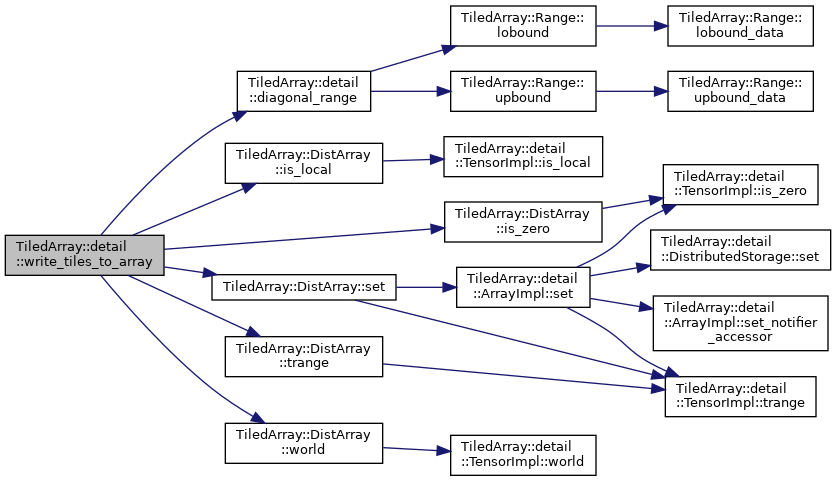 TiledArray::detail
::write_tiles_to_array
TiledArray::detail
::diagonal_range
TiledArray::Range::
lobound
TiledArray::Range::
lobound_data
TiledArray::Range::
upbound
TiledArray::Range::
upbound_data
TiledArray::DistArray
::is_local
TiledArray::detail
::TensorImpl::is_local
TiledArray::DistArray
::is_zero
TiledArray::detail
::TensorImpl::is_zero
TiledArray::DistArray::set
TiledArray::detail
::ArrayImpl::set
TiledArray::detail
::DistributedStorage::set
TiledArray::detail
::ArrayImpl::set_notifier
_accessor
TiledArray::DistArray
::trange
TiledArray::detail
::TensorImpl::trange
TiledArray::DistArray
::world
TiledArray::detail
::TensorImpl::world